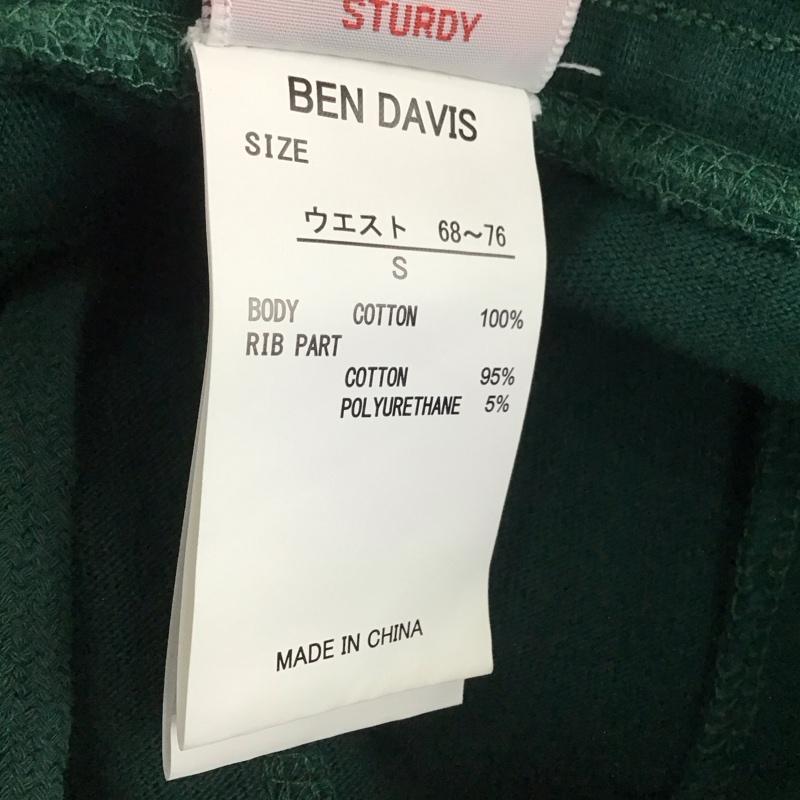 STURDY
BEN DAVIS
SIZE
ウエスト 68～76
S
BODY COTTON 100%
RIB PART
COTTON 95%
POLYURETHANE 5%
MADE IN CHINA